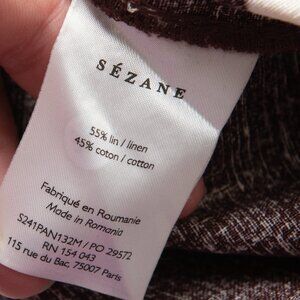 SÉZANE
55% lin / linen
45% coton / cotton
Fabriqué en Roumanie
Made in Romania
S241PAN132M / PO 29572
RN 154 043
115 rue du Bac, 75007 Paris